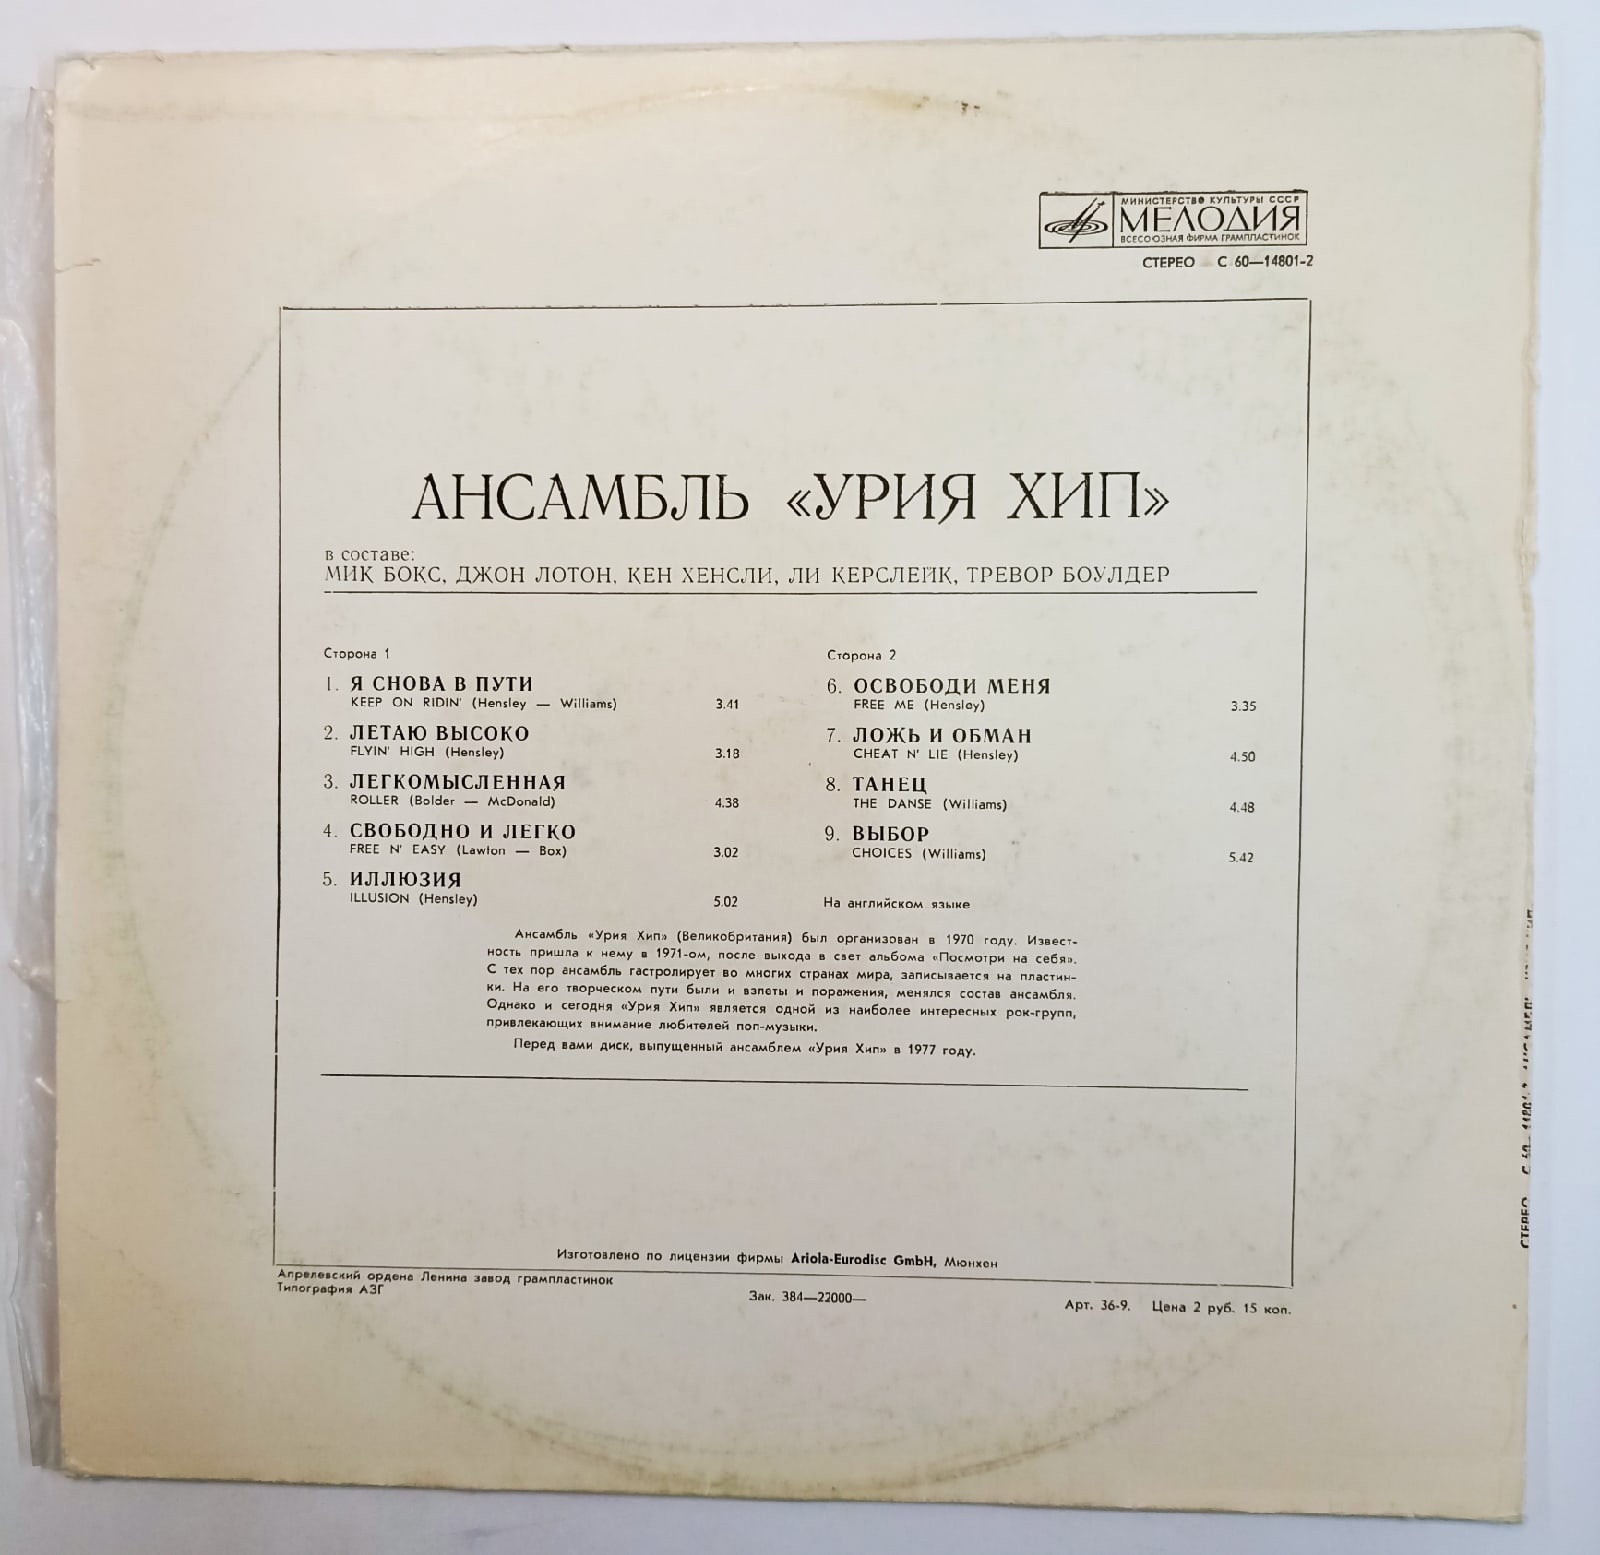 МИНИСТЕРСТВО КУЛЬТУРЫ СССР
МЕЛОДИЯ
ВСЕСОЮЗНАЯ ФИРМА ГРАМПЛАСТИНОК
СТЕРЕО С 60—14801-2
АНСАМБЛЬ «УРИЯ ХИП»
в составе:
МИК БОКС, ДЖОН ЛОТОН, КЕН ХЕНСЛИ, ЛИ КЕРСЛЕЙК, ТРЕВОР БОУЛДЕР
Сторона 1
1. Я СНОВА В ПУТИ
KEEP ON RIDIN' (Hensley — Williams) 3.41
2. ЛЕТАЮ ВЫСОКО
FLYIN' HIGH (Hensley) 3.18
3. ЛЕГКОМЫСЛЕННАЯ
ROLLER (Bolder — McDonald) 4.38
4. СВОБОДНО И ЛЕГКО
FREE N' EASY (Lawton — Box) 3.02
5. ИЛЛЮЗИЯ
ILLUSION (Hensley) 5.02
Сторона 2
6. ОСВОБОДИ МЕНЯ
FREE ME (Hensley) 3.35
7. ЛОЖЬ И ОБМАН
CHEAT N' LIE (Hensley) 4.50
8. ТАНЕЦ
THE DANSE (Williams) 4.48
9. ВЫБОР
CHOICES (Williams) 5.42
На английском языке
Ансамбль «Урия Хип» (Великобритания) был организован в 1970 году. Извест-
ность пришла к нему в 1971-ом, после выхода в свет альбома «Посмотри на себя».
С тех пор ансамбль гастролирует во многих странах мира, записывается на пластин-
ки. На его творческом пути были и взлеты и поражения, менялся состав ансамбля.
Однако и сегодня «Урия Хип» является одной из наиболее интересных рок-групп,
привлекающих внимание любителей поп-музыки.
Перед вами диск, выпущенный ансамблем «Урия Хип» в 1977 году.
Изготовлено по лицензии фирмы Ariola-Eurodisc GmbH, Мюнхен
Апрелевский ордена Ленина завод грампластинок
Типография АЗГ
Зак. 384—22000—
Арт. 36-9. Цена 2 руб. 15 коп.
СТЕРЕО